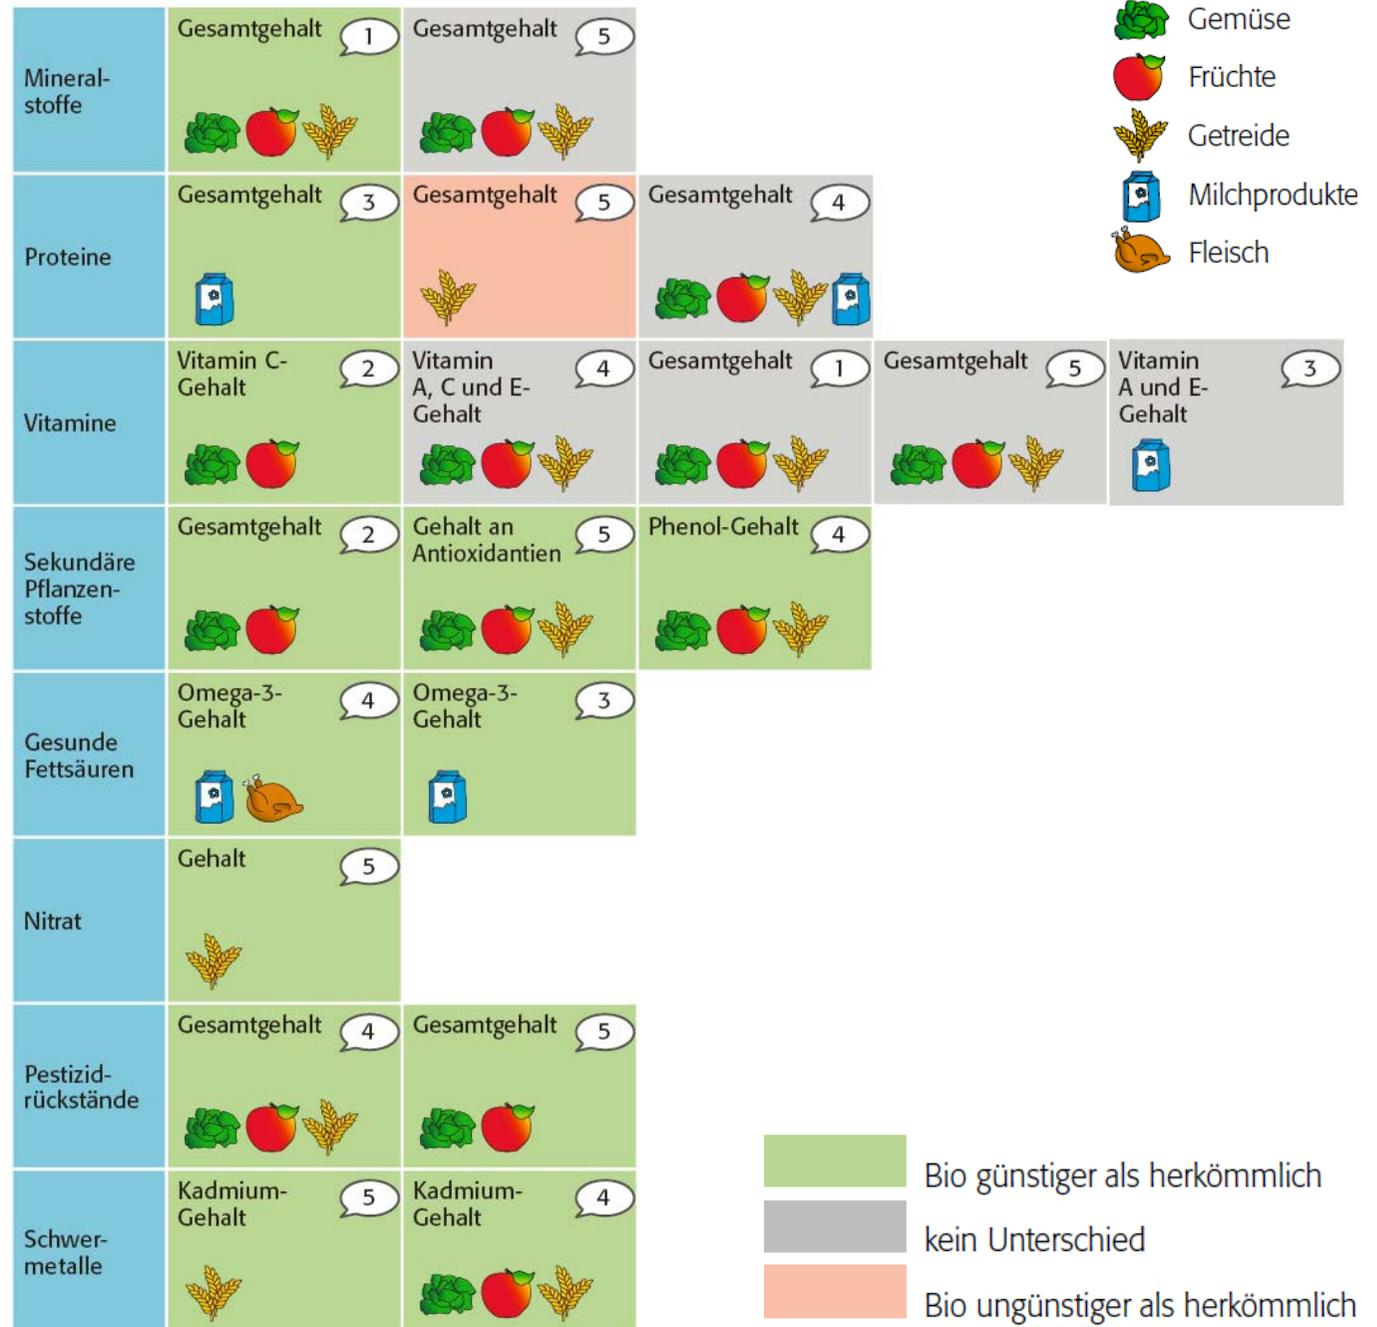 Gemüse
Früchte
Getreide
Milchprodukte
Fleisch
Mineral-
stoffe
Gesamtgehalt 1
Gesamtgehalt 5
Proteine
Gesamtgehalt 3
Gesamtgehalt 5
Gesamtgehalt 4
Vitamine
Vitamin C-
Gehalt
2
Vitamin
A, C und E-
Gehalt
4
Gesamtgehalt 1
Gesamtgehalt 5
Vitamin
A und E-
Gehalt
3
Sekundäre
Pflanzen-
stoffe
Gesamtgehalt 2
Gehalt an
Antioxidantien
5
Phenol-Gehalt 4
Gesunde
Fettsäuren
Omega-3-
Gehalt
4
Omega-3-
Gehalt
3
Nitrat
Gehalt 5
Pestizid-
rückstände
Gesamtgehalt 4
Gesamtgehalt 5
Schwer-
metalle
Kadmium-
Gehalt
5
Kadmium-
Gehalt
4
Bio günstiger als herkömmlich
kein Unterschied
Bio ungünstiger als herkömmlich